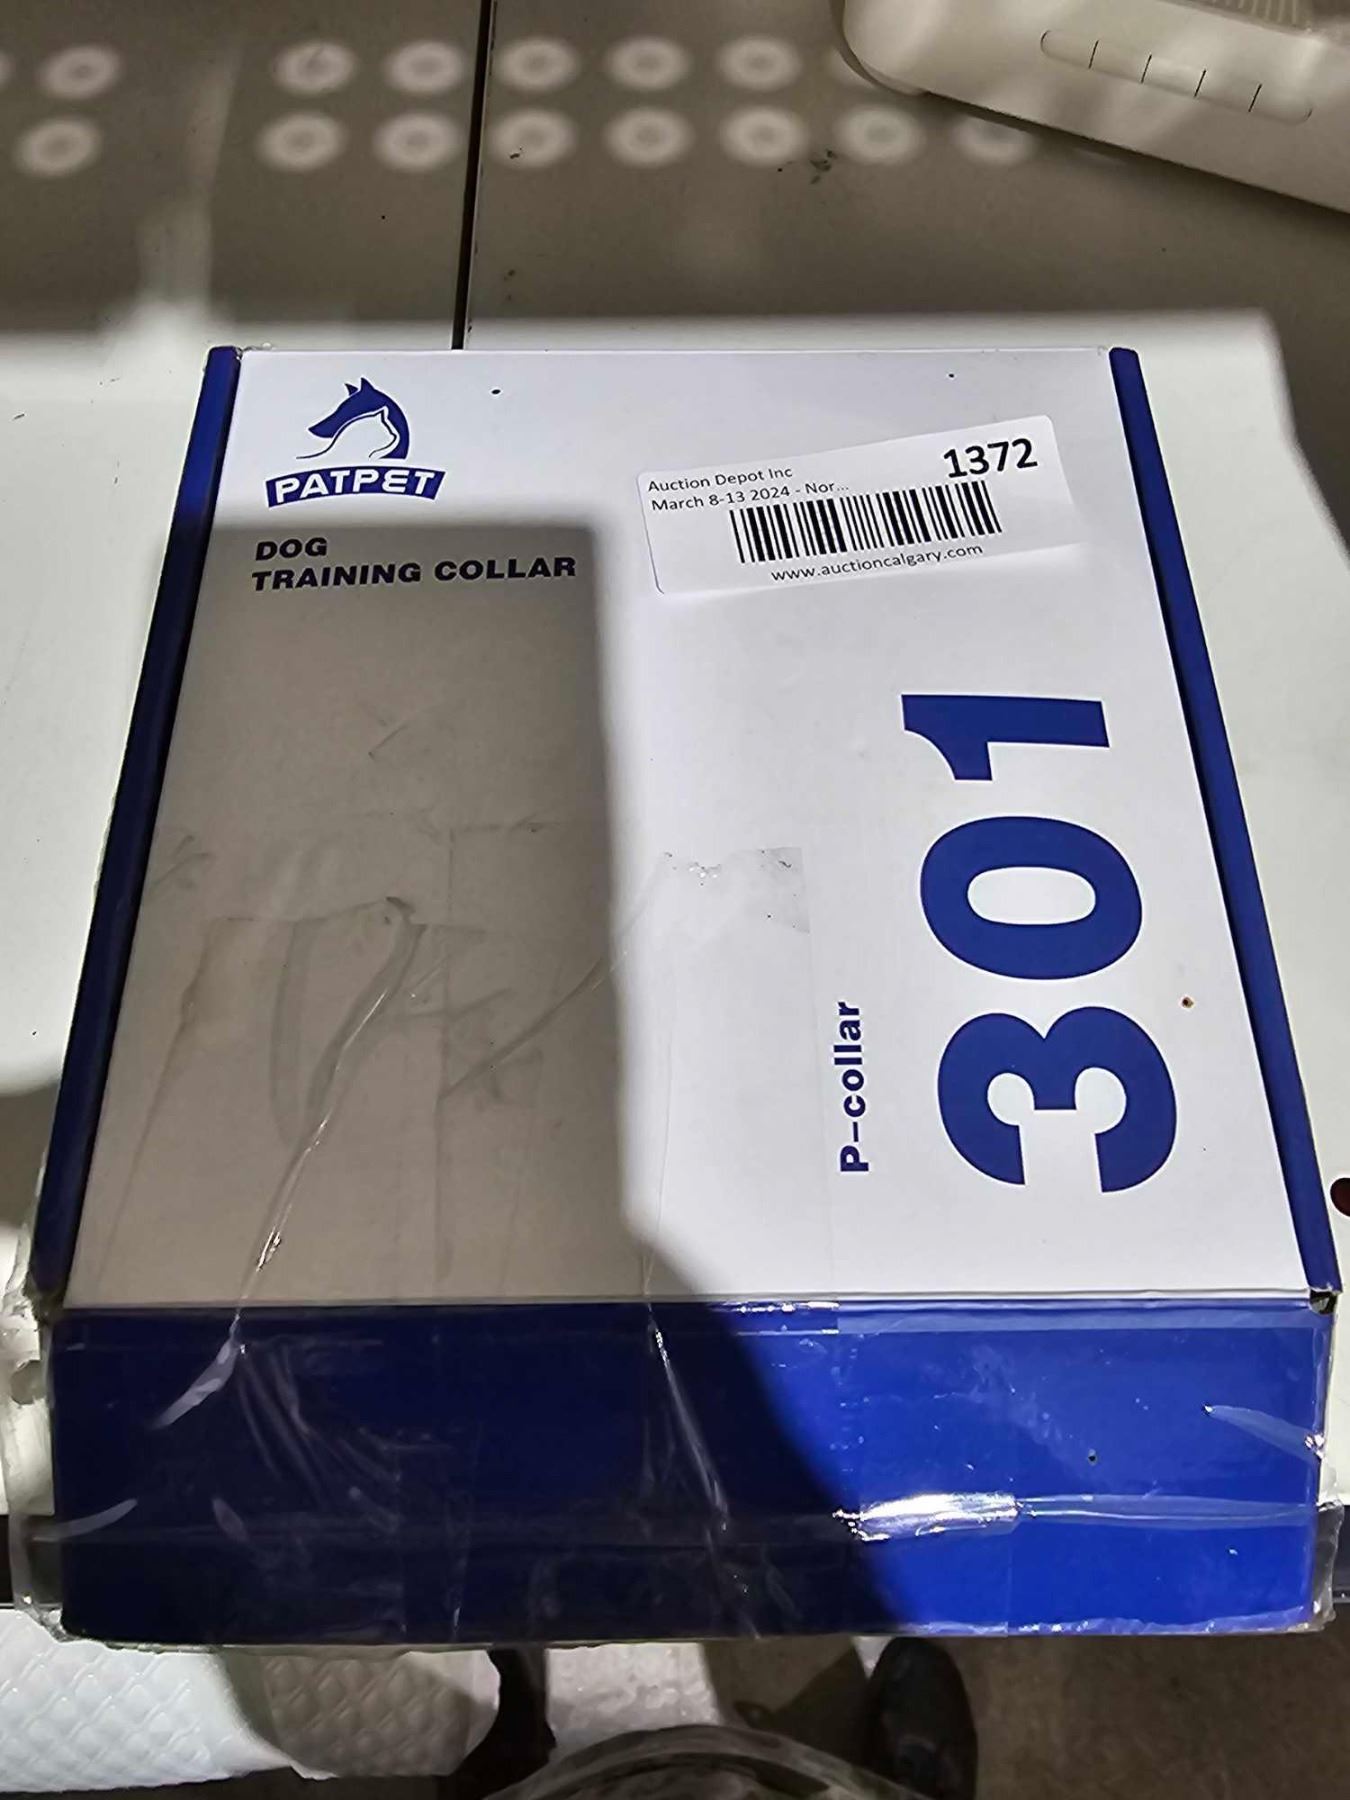 PATPET
DOG
TRAINING COLLAR
Auction Depot Inc
March 8-13 2024 - Nor...
1372
www.auctioncalgary.com
P-collar
301